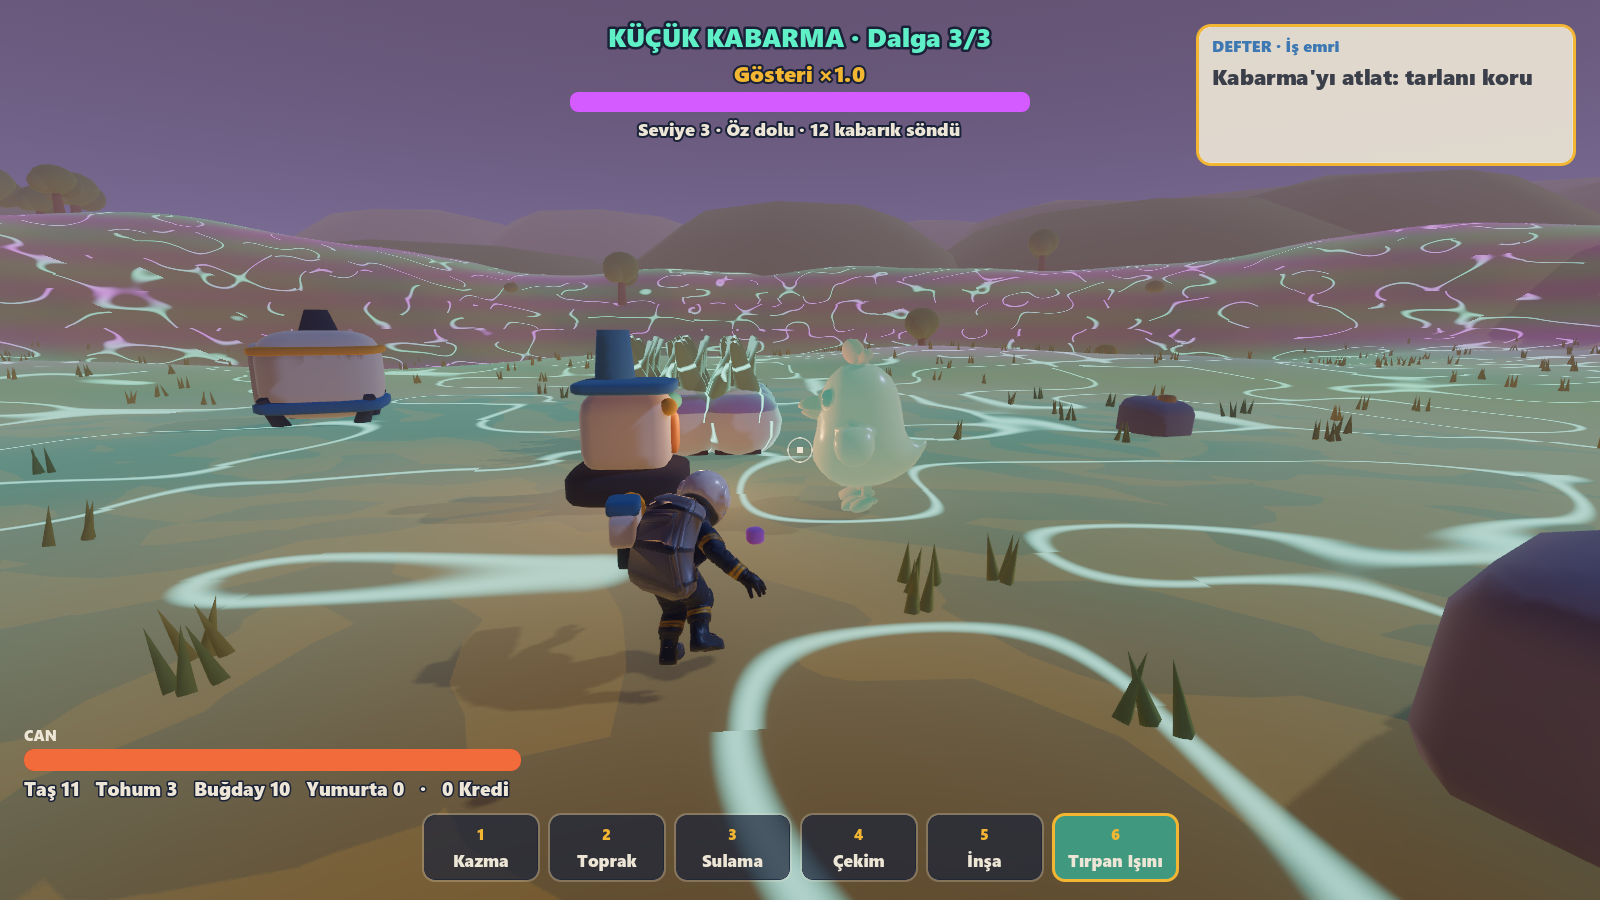 KÜÇÜK KABARMA · Dalga 3/3
Gösteri ×1.0
Seviye 3 · Öz dolu · 12 kabarık söndü
DEFTER · İş emri
Kabarma'yı atlat: tarlanı koru
CAN
Taş 11 Tohum 3 Buğday 10 Yumurta 0 · 0 Kredi
1
Kazma
2
Toprak
3
Sulama
4
Çekim
5
İnşa
6
Tırpan Işını